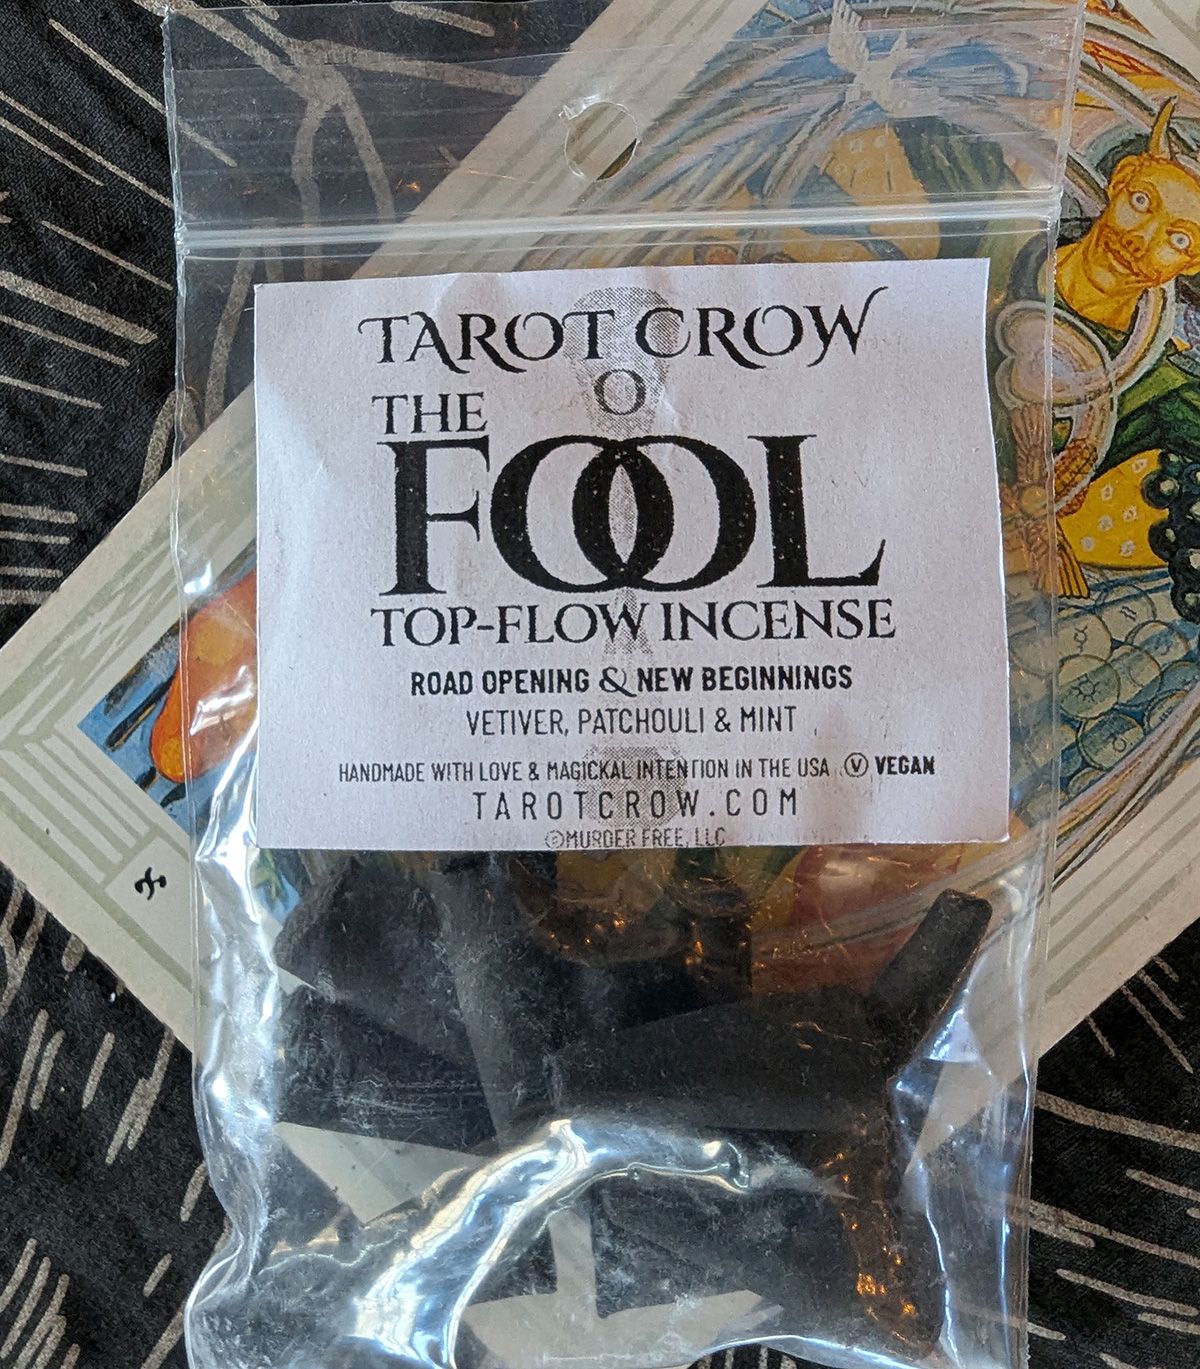 TAROT CROW
O
THE
FOOL
TOP-FLOW INCENSE
ROAD OPENING & NEW BEGINNINGS
VETIVER, PATCHOULI & MINT
HANDMADE WITH LOVE & MAGICKAL INTENTION IN THE USA Ⓥ VEGAN
TAROTCROW.COM
©MURDER FREE, LLC